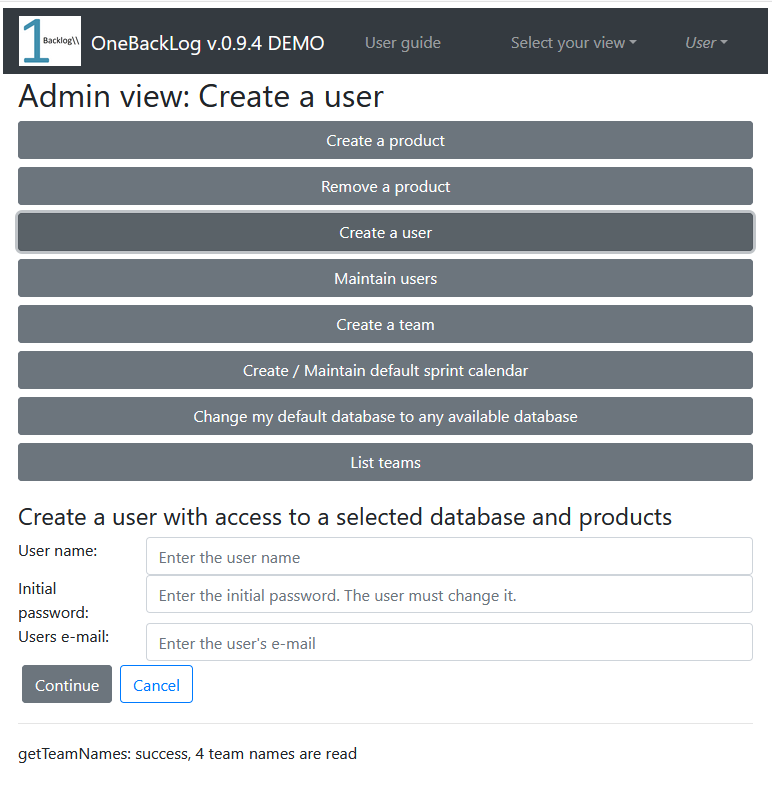 1 Backlog\\ OneBackLog v.0.9.4 DEMO User guide Select your view User
Admin view: Create a user
Create a product
Remove a product
Create a user
Maintain users
Create a team
Create / Maintain default sprint calendar
Change my default database to any available database
List teams
Create a user with access to a selected database and products
User name: Enter the user name
Initial
password: Enter the initial password. The user must change it.
Users e-mail: Enter the user's e-mail
Continue Cancel
getTeamNames: success, 4 team names are read